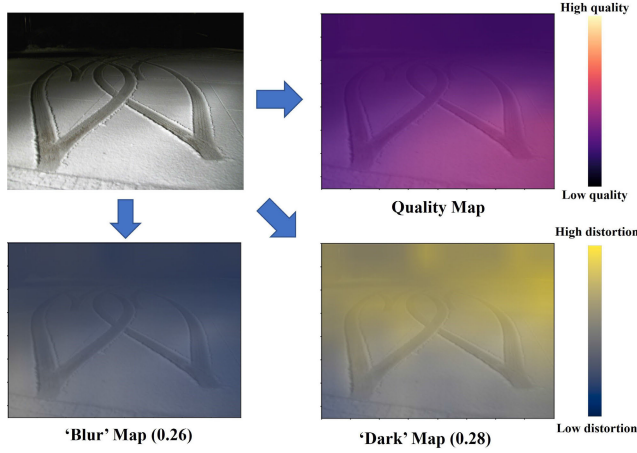 High quality
Low quality
Quality Map
High distortion
Low distortion
‘Blur’ Map (0.26)
‘Dark’ Map (0.28)